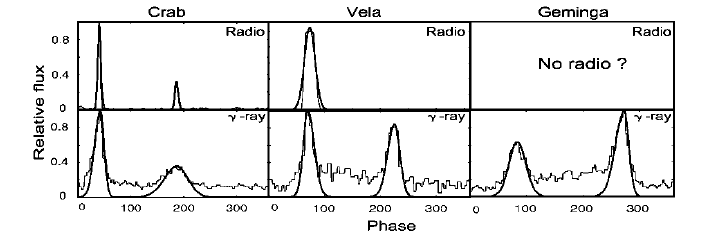 Crab Vela Geminga
Radio Radio Radio
0.8
0.4
0
No radio ?
Relative flux
γ -ray γ -ray γ -ray
0.8
0.4
0
0 100 200 300 0 100 200 300 0 100 200 300
Phase